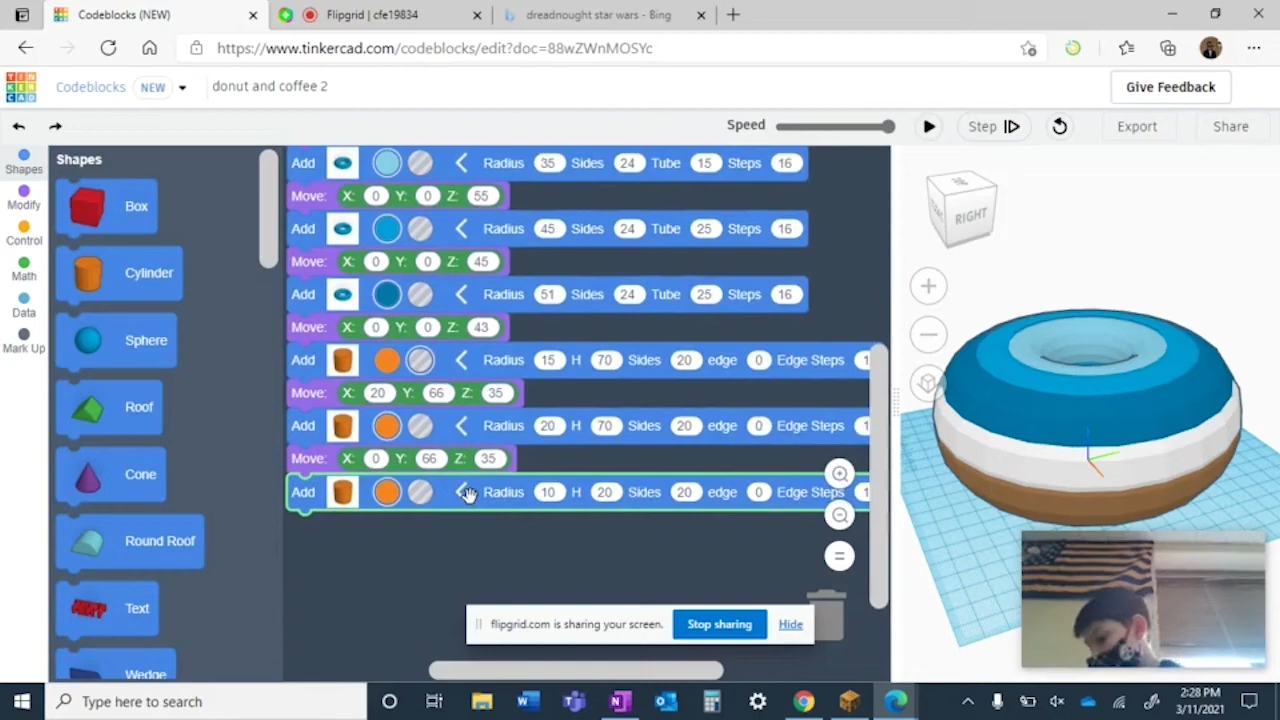 Codeblocks (NEW)
Flipgrid | cfe19834
dreadnought star wars - Bing
https://www.tinkercad.com/codeblocks/edit?doc=88wZWnMOSYc
TIN
KER
CAD
Codeblocks NEW
donut and coffee 2
Give Feedback
Speed
Step
Export
Share
Shapes
Modify
Control
Math
Data
Mark Up
Shapes
Box
Cylinder
Sphere
Roof
Cone
Round Roof
Text
Wedge
Add Radius 35 Sides 24 Tube 15 Steps 16
Move: X: 0 Y: 0 Z: 55
Add Radius 45 Sides 24 Tube 25 Steps 16
Move: X: 0 Y: 0 Z: 45
Add Radius 51 Sides 24 Tube 25 Steps 16
Move: X: 0 Y: 0 Z: 43
Add Radius 15 H 70 Sides 20 edge 0 Edge Steps 1
Move: X: 20 Y: 66 Z: 35
Add Radius 20 H 70 Sides 20 edge 0 Edge Steps 1
Move: X: 0 Y: 66 Z: 35
Add Radius 10 H 20 Sides 20 edge 0 Edge Steps 1
RIGHT
flipgrid.com is sharing your screen.
Stop sharing
Hide
Type here to search
2:28 PM
3/11/2021